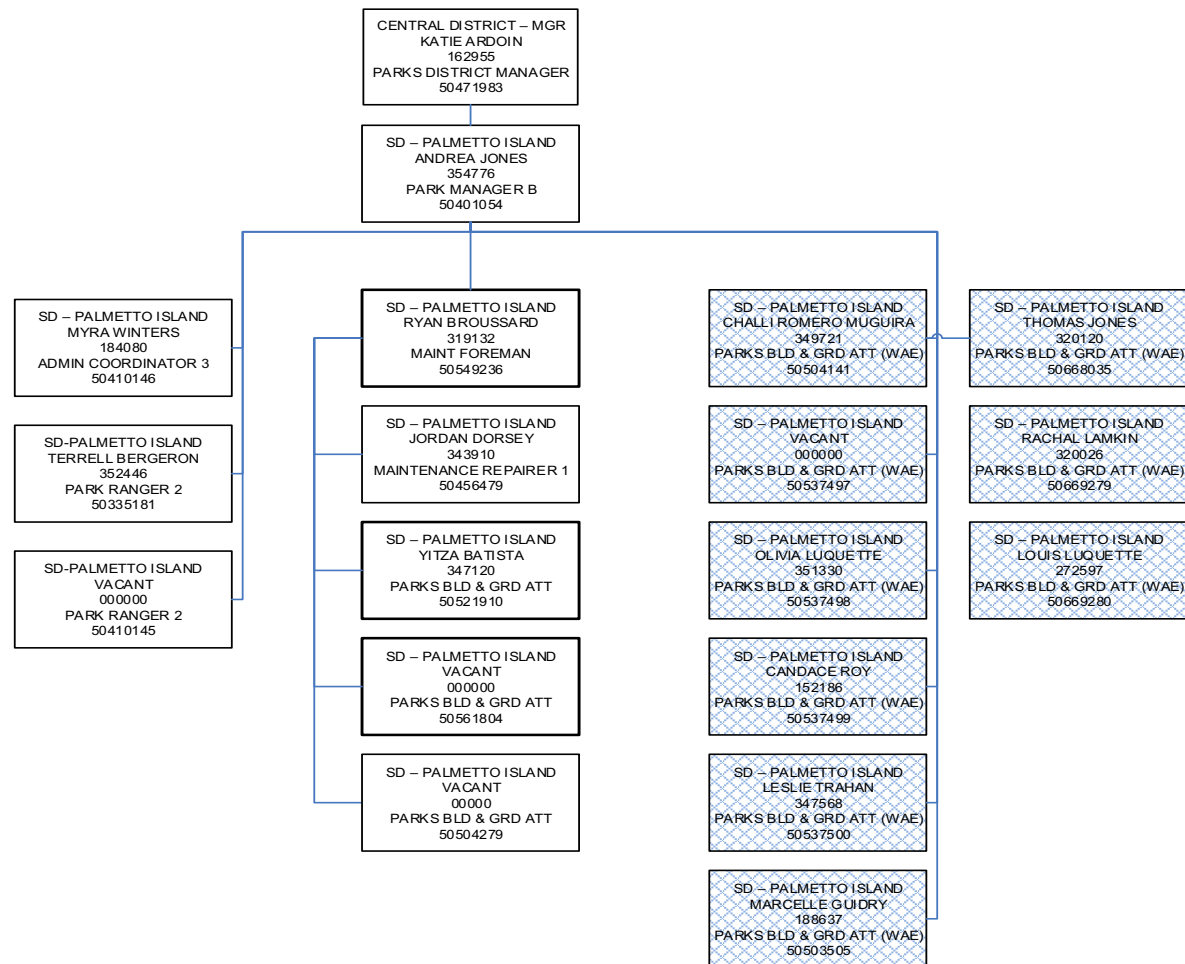 CENTRAL DISTRICT – MGR
KATIE ARDOIN
162955
PARKS DISTRICT MANAGER
50471983
SD – PALMETTO ISLAND
ANDREA JONES
354776
PARK MANAGER B
50401054
SD – PALMETTO ISLAND
MYRA WINTERS
184080
ADMIN COORDINATOR 3
50410146
SD-PALMETTO ISLAND
TERRELL BERGERON
352446
PARK RANGER 2
50335181
SD-PALMETTO ISLAND
VACANT
000000
PARK RANGER 2
50410145
SD – PALMETTO ISLAND
RYAN BROUSSARD
319132
MAINT FOREMAN
50549236
SD – PALMETTO ISLAND
JORDAN DORSEY
343910
MAINTENANCE REPAIRER 1
50456479
SD – PALMETTO ISLAND
YITZA BATISTA
347120
PARKS BLD & GRD ATT
50521910
SD – PALMETTO ISLAND
VACANT
000000
PARKS BLD & GRD ATT
50561804
SD – PALMETTO ISLAND
VACANT
00000
PARKS BLD & GRD ATT
50504279
SD – PALMETTO ISLAND
CHALLI ROMERO MUGUIRA
349721
PARKS BLD & GRD ATT (WAE)
50504141
SD – PALMETTO ISLAND
VACANT
000000
PARKS BLD & GRD ATT (WAE)
50537497
SD – PALMETTO ISLAND
OLIVIA LUQUETTE
351330
PARKS BLD & GRD ATT (WAE)
50537498
SD – PALMETTO ISLAND
CANDACE ROY
152186
PARKS BLD & GRD ATT (WAE)
50537499
SD – PALMETTO ISLAND
LESLIE TRAHAN
347568
PARKS BLD & GRD ATT (WAE)
50537500
SD – PALMETTO ISLAND
MARCELLE GUIDRY
188637
PARKS BLD & GRD ATT (WAE)
50503505
SD – PALMETTO ISLAND
THOMAS JONES
320120
PARKS BLD & GRD ATT (WAE)
50668035
SD – PALMETTO ISLAND
RACHAL LAMKIN
320026
PARKS BLD & GRD ATT (WAE)
50669279
SD – PALMETTO ISLAND
LOUIS LUQUETTE
272597
PARKS BLD & GRD ATT (WAE)
50669280